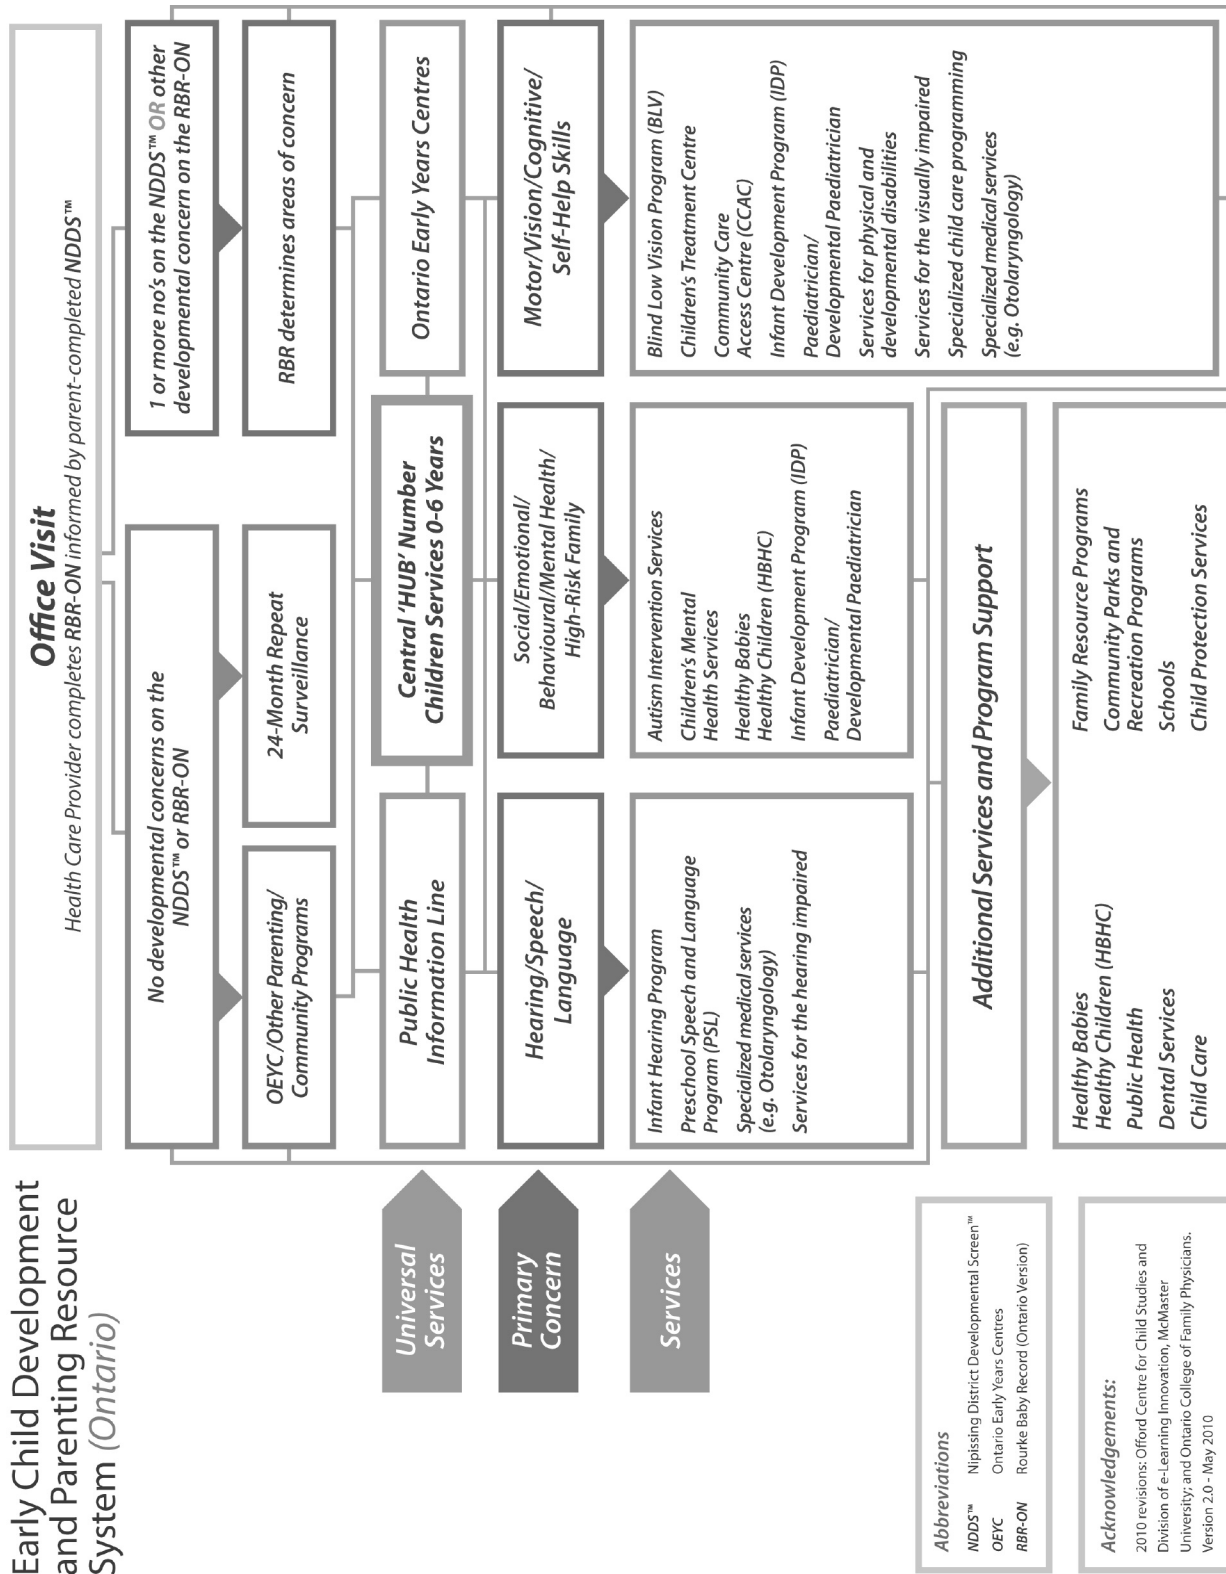 Early Child Development
and Parenting Resource
System (Ontario)
Office Visit
Health Care Provider completes RBR-ON informed by parent-completed NDDS™
No developmental concerns on the
NDDS™ or RBR-ON
1 or more no's on the NDDS™ OR other
developmental concern on the RBR-ON
OEYC/Other Parenting/
Community Programs
24-Month Repeat
Surveillance
RBR determines areas of concern
Universal
Services
Public Health
Information Line
Central 'HUB' Number
Children Services 0-6 Years
Ontario Early Years Centres
Primary
Concern
Hearing/Speech/
Language
Social/Emotional/
Behavioural/Mental Health/
High-Risk Family
Motor/Vision/Cognitive/
Self-Help Skills
Services
Infant Hearing Program
Preschool Speech and Language
Program (PSL)
Specialized medical services
(e.g. Otolaryngology)
Services for the hearing impaired
Autism Intervention Services
Children's Mental
Health Services
Healthy Babies
Healthy Children (HBHC)
Infant Development Program (IDP)
Paediatrician/
Developmental Paediatrician
Blind Low Vision Program (BLV)
Children's Treatment Centre
Community Care
Access Centre (CCAC)
Infant Development Program (IDP)
Paediatrician/
Developmental Paediatrician
Services for physical and
developmental disabilities
Services for the visually impaired
Specialized child care programming
Specialized medical services
(e.g. Otolaryngology)
Additional Services and Program Support
Healthy Babies
Healthy Children (HBHC)
Public Health
Dental Services
Child Care
Family Resource Programs
Community Parks and
Recreation Programs
Schools
Child Protection Services
Abbreviations
NDDS™ Nipissing District Developmental Screen™
OEYC Ontario Early Years Centres
RBR-ON Rourke Baby Record (Ontario Version)
Acknowledgements:
2010 revisions: Offord Centre for Child Studies and
Division of e-Learning Innovation, McMaster
University; and Ontario College of Family Physicians.
Version 2.0 - May 2010